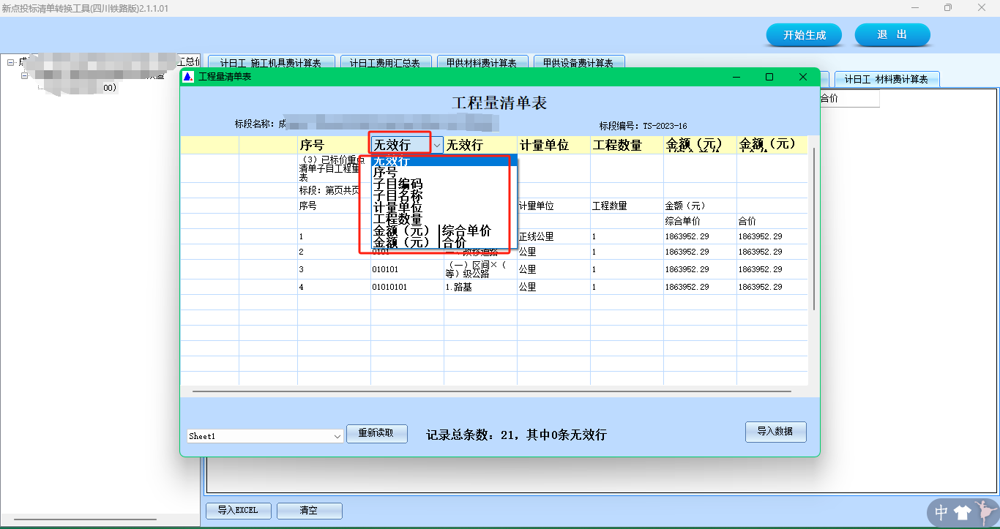 新点投标清单转换工具(四川铁路版)2.1.1.01
开始生成
退 出
汇总价
00)
计日工 施工机具费计算表
计日工费用汇总表
甲供材料费计算表
甲供设备费计算表
计日工 材料费计算表
合价
工程量清单表
工程量清单表
标段名称：成
标段编号：TS-2023-16
序号 无效行 无效行 计量单位 工程数量 金额（元） 金额（元）
无效行
序号
子目编码
子目名称
计量单位
工程数量
金额（元）|综合单价
金额（元）|合价
（3）已标价重点
清单子目工程量
表
标段：第页共页
序号 计量单位 工程数量 金额（元）
综合单价 合价
1 正线公里 1 1863952.29 1863952.29
2 0101 一、改移道路 公里 1 1863952.29 1863952.29
3 010101 （一）区间×（
等）级公路 公里 1 1863952.29 1863952.29
4 01010101 1.路基 公里 1 1863952.29 1863952.29
Sheet1
重新读取
记录总条数：21，其中0条无效行
导入数据
导入EXCEL
清空
中